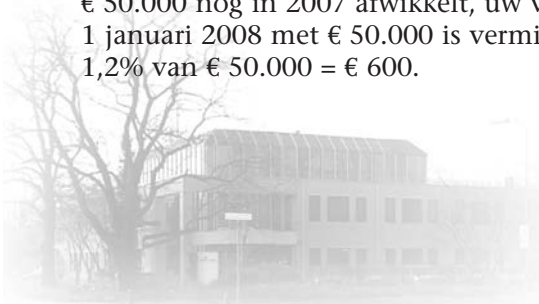 € 50.000 nog in 2007 afwikkelt, uw
1 januari 2008 met € 50.000 is
1,2% van € 50.000 = € 600.